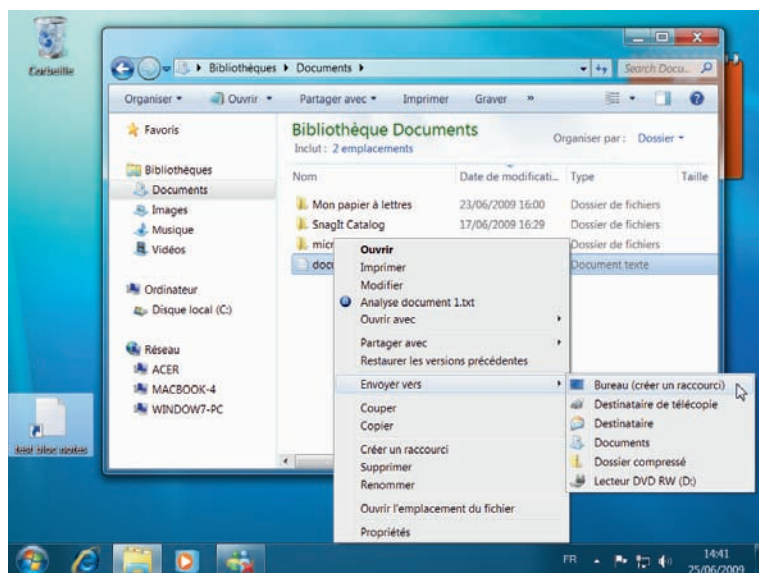 Corbeille
Bibliothèques Documents
Search Docu...
Organiser Ouvrir Partager avec Imprimer Graver »
Favoris
Bibliothèques
Documents
Images
Musique
Vidéos
Ordinateur
Disque local (C:)
Réseau
ACER
MACBOOK-4
WINDOW7-PC
Bibliothèque Documents
Inclut : 2 emplacements
Organiser par : Dossier
Nom Date de modificati... Type Taille
Mon papier à lettres 23/06/2009 16:00 Dossier de fichiers
SnagIt Catalog 17/06/2009 16:29 Dossier de fichiers
micr Dossier de fichiers
doc Document texte
Ouvrir
Imprimer
Modifier
Analyse document 1.txt
Ouvrir avec
Partager avec
Restaurer les versions précédentes
Envoyer vers
Couper
Copier
Créer un raccourci
Supprimer
Renommer
Ouvrir l'emplacement du fichier
Propriétés
Bureau (créer un raccourci)
Destinataire de télécopie
Destinataire
Documents
Dossier compressé
Lecteur DVD RW (D:)
test bloc notes
FR
14:41
25/06/2009